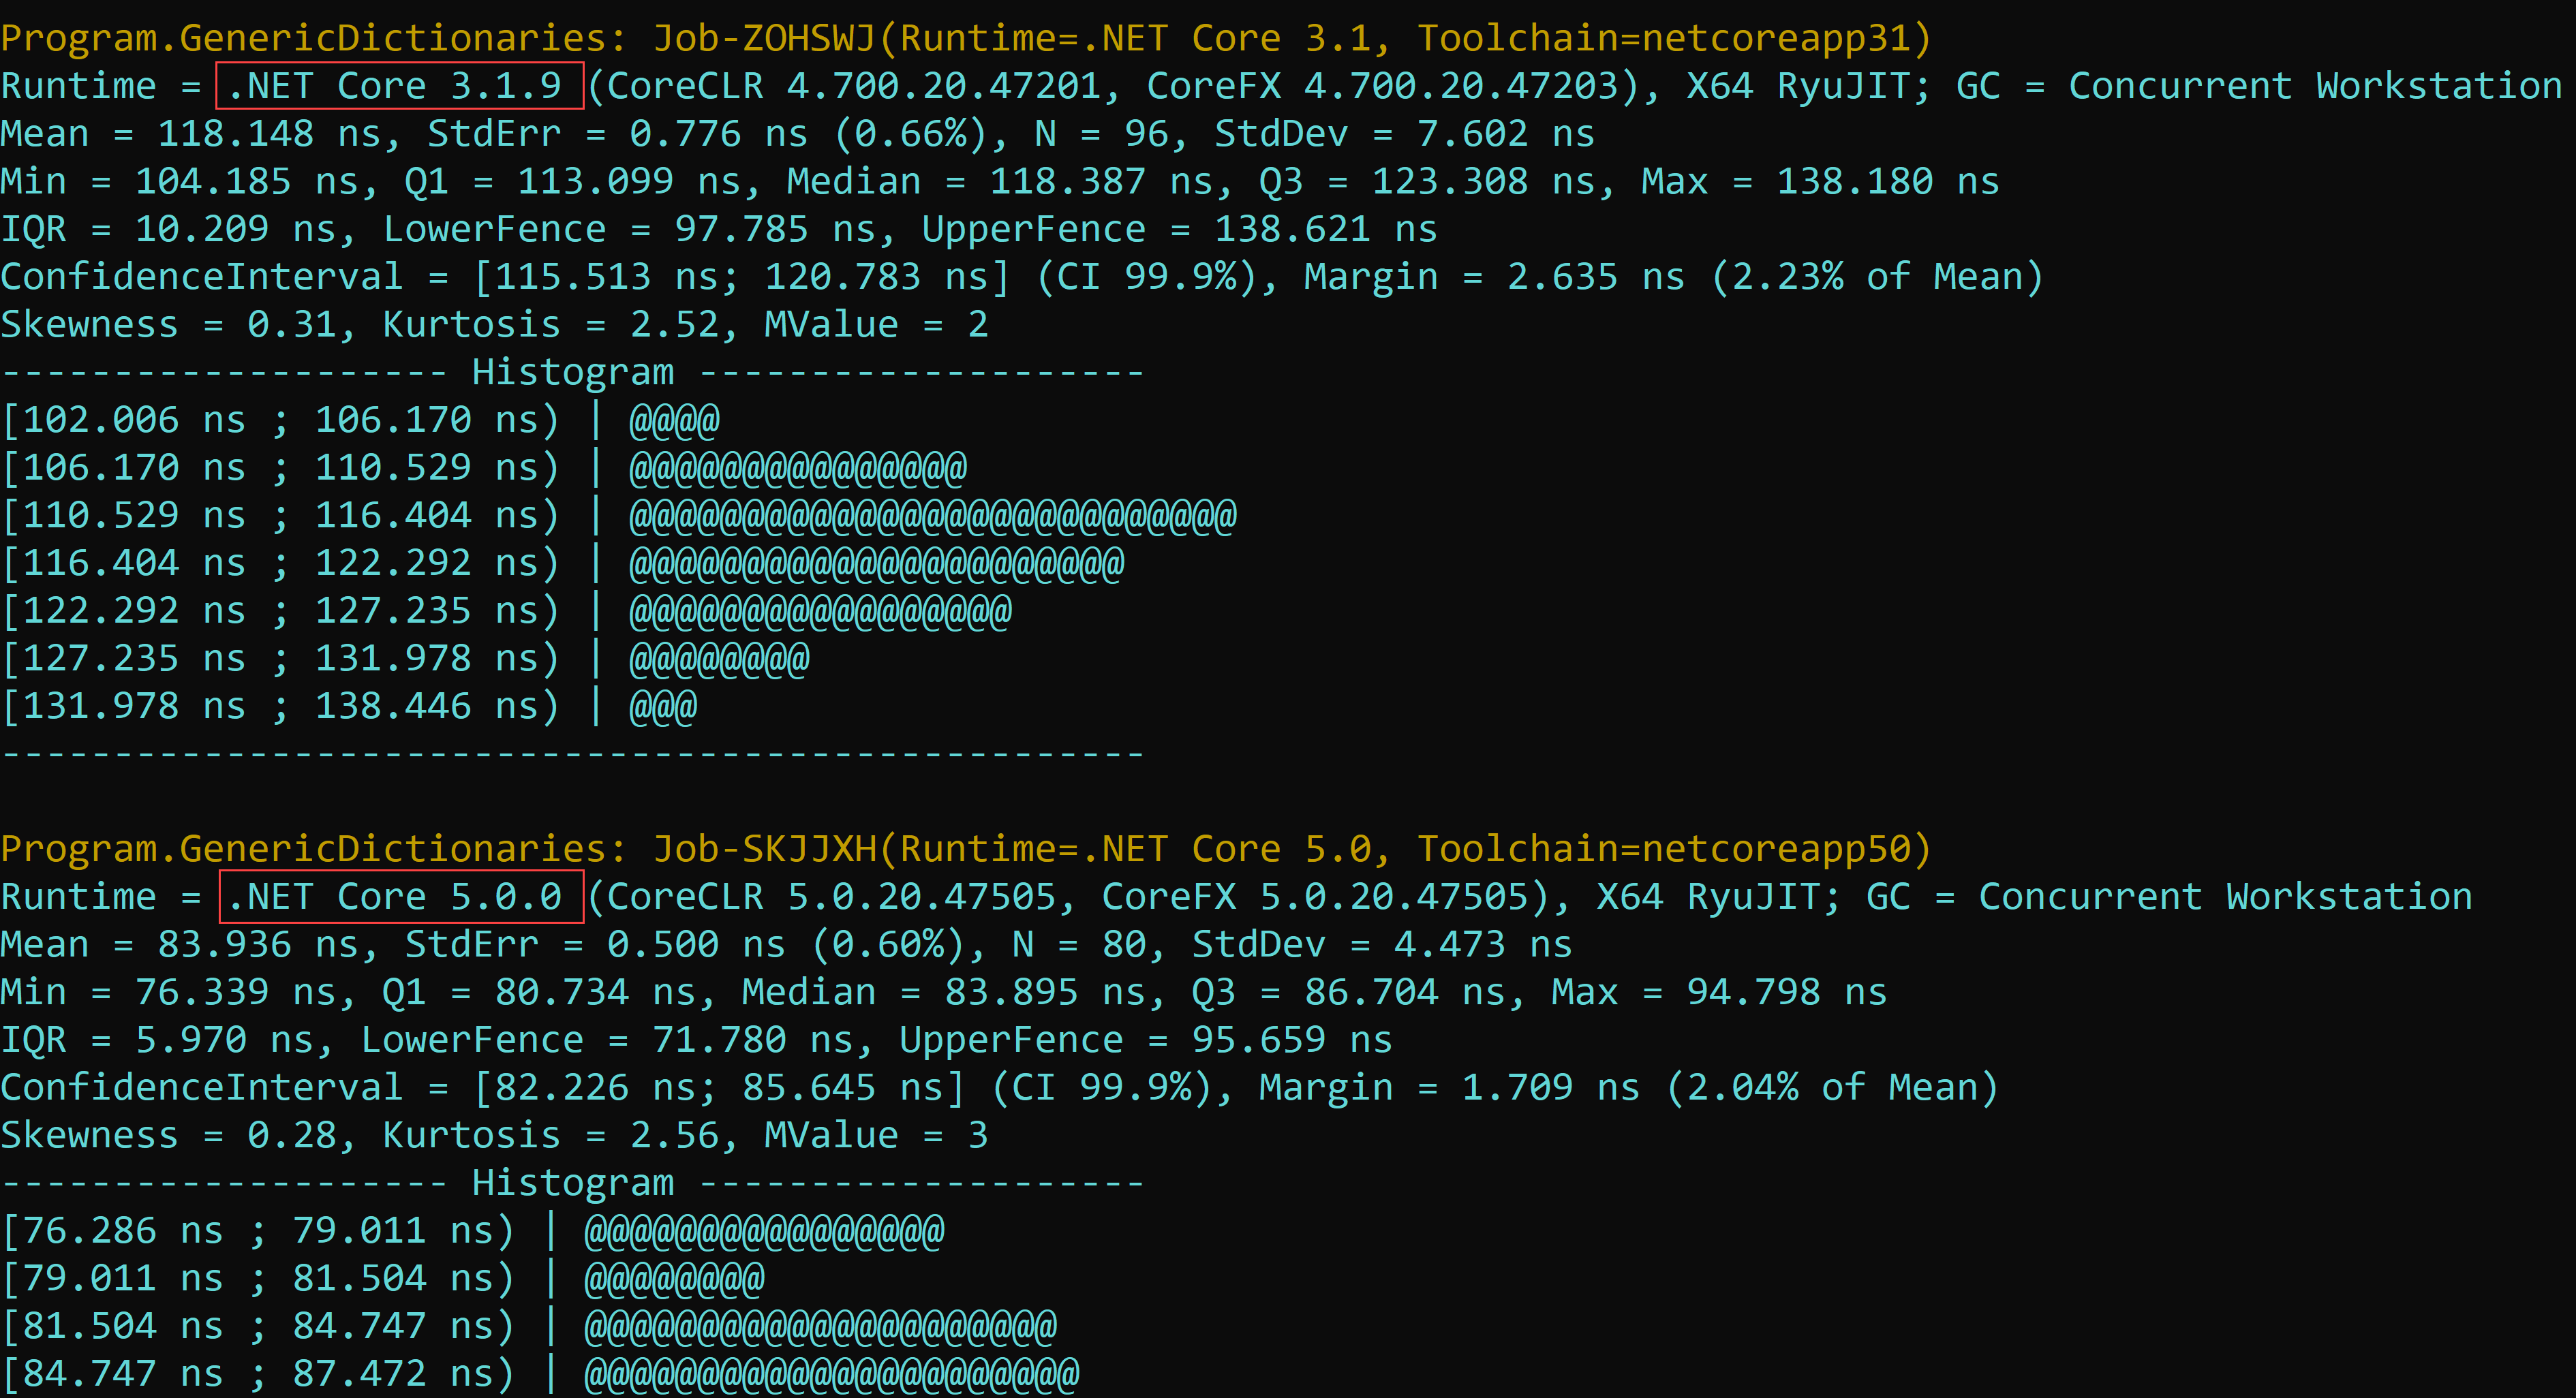 Program.GenericDictionaries: Job-ZOHSWJ(Runtime=.NET Core 3.1, Toolchain=netcoreapp31)
Runtime = .NET Core 3.1.9 (CoreCLR 4.700.20.47201, CoreFX 4.700.20.47203), X64 RyuJIT; GC = Concurrent Workstation
Mean = 118.148 ns, StdErr = 0.776 ns (0.66%), N = 96, StdDev = 7.602 ns
Min = 104.185 ns, Q1 = 113.099 ns, Median = 118.387 ns, Q3 = 123.308 ns, Max = 138.180 ns
IQR = 10.209 ns, LowerFence = 97.785 ns, UpperFence = 138.621 ns
ConfidenceInterval = [115.513 ns; 120.783 ns] (CI 99.9%), Margin = 2.635 ns (2.23% of Mean)
Skewness = 0.31, Kurtosis = 2.52, MValue = 2
-------------------- Histogram --------------------
[102.006 ns ; 106.170 ns) | @@@@
[106.170 ns ; 110.529 ns) | @@@@@@@@@@@@@@@
[110.529 ns ; 116.404 ns) | @@@@@@@@@@@@@@@@@@@@@@@@@@@
[116.404 ns ; 122.292 ns) | @@@@@@@@@@@@@@@@@@@@@@
[122.292 ns ; 127.235 ns) | @@@@@@@@@@@@@@@@@
[127.235 ns ; 131.978 ns) | @@@@@@@@
[131.978 ns ; 138.446 ns) | @@@
---------------------------------------------------
Program.GenericDictionaries: Job-SKJJXH(Runtime=.NET Core 5.0, Toolchain=netcoreapp50)
Runtime = .NET Core 5.0.0 (CoreCLR 5.0.20.47505, CoreFX 5.0.20.47505), X64 RyuJIT; GC = Concurrent Workstation
Mean = 83.936 ns, StdErr = 0.500 ns (0.60%), N = 80, StdDev = 4.473 ns
Min = 76.339 ns, Q1 = 80.734 ns, Median = 83.895 ns, Q3 = 86.704 ns, Max = 94.798 ns
IQR = 5.970 ns, LowerFence = 71.780 ns, UpperFence = 95.659 ns
ConfidenceInterval = [82.226 ns; 85.645 ns] (CI 99.9%), Margin = 1.709 ns (2.04% of Mean)
Skewness = 0.28, Kurtosis = 2.56, MValue = 3
-------------------- Histogram --------------------
[76.286 ns ; 79.011 ns) | @@@@@@@@@@@@@@@@
[79.011 ns ; 81.504 ns) | @@@@@@@@
[81.504 ns ; 84.747 ns) | @@@@@@@@@@@@@@@@@@@@@
[84.747 ns ; 87.472 ns) | @@@@@@@@@@@@@@@@@@@@@@